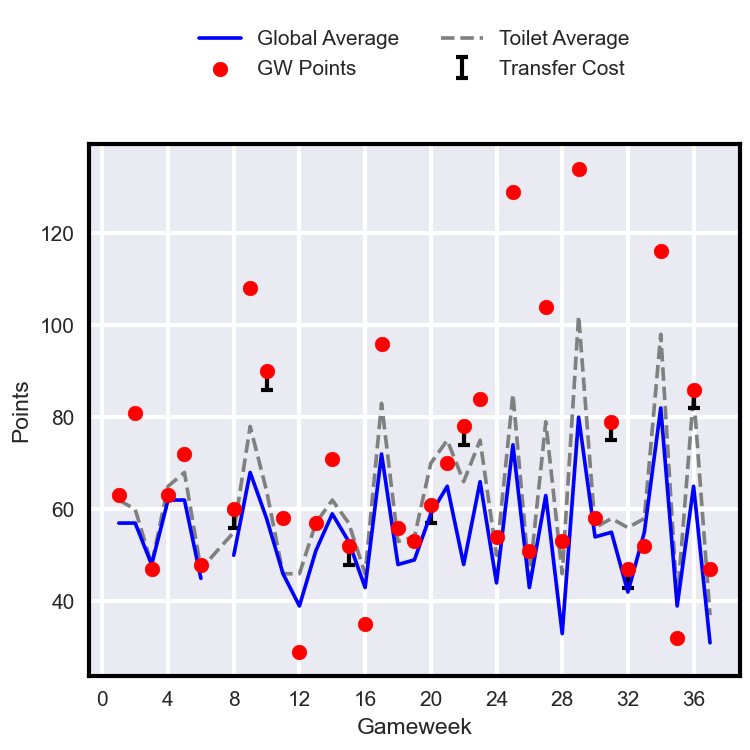 Global Average
Toilet Average
GW Points
Transfer Cost
120
100
80
60
40
Points
0 4 8 12 16 20 24 28 32 36
Gameweek